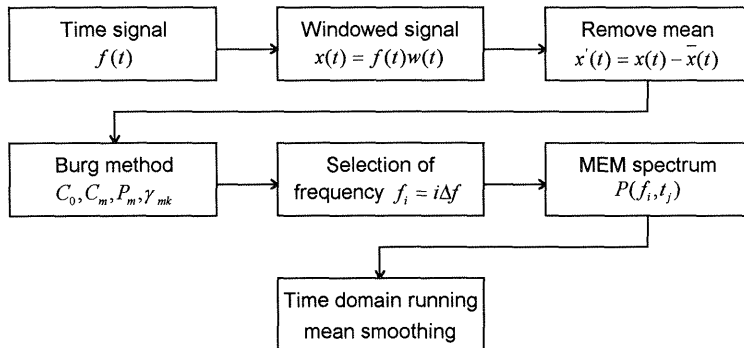 Time signal
f(t)
Windowed signal
x(t) = f(t)w(t)
Remove mean
x'(t) = x(t) − x̅(t)
Burg method
C₀, Cₘ, Pₘ, γₘₖ
Selection of
frequency fᵢ = iΔf
MEM spectrum
P(fᵢ, tⱼ)
Time domain running
mean smoothing